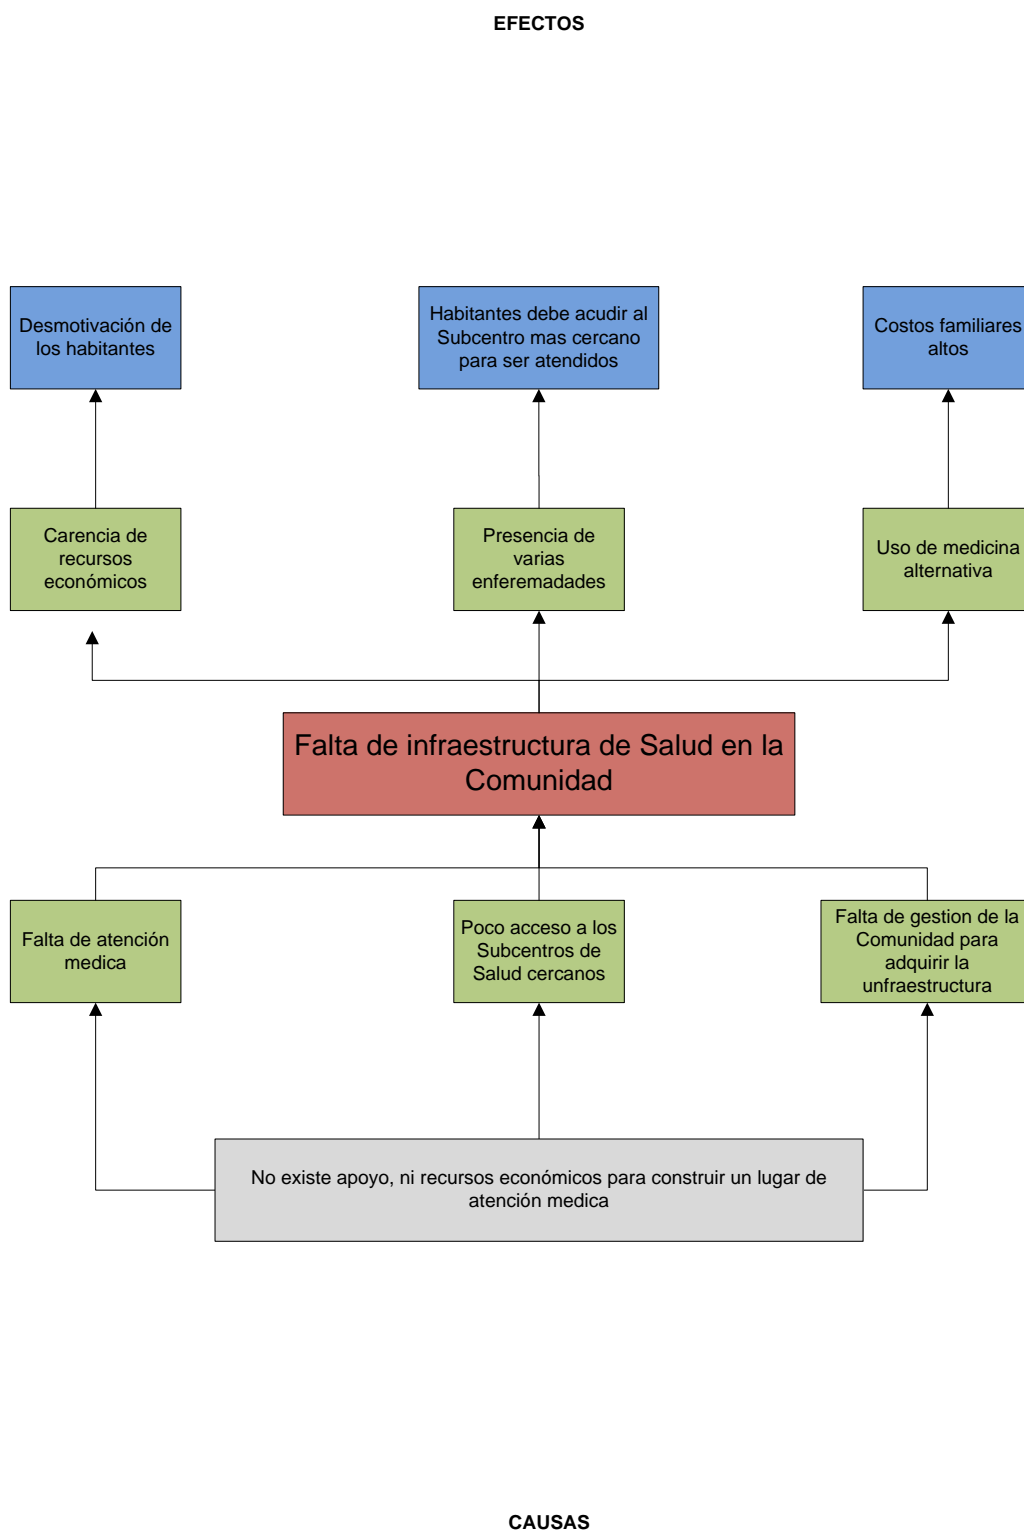 EFECTOS
Desmotivación de
los habitantes
Habitantes debe acudir al
Subcentro mas cercano
para ser atendidos
Costos familiares
altos
Carencia de
recursos
económicos
Presencia de
varias
enferemadades
Uso de medicina
alternativa
Falta de infraestructura de Salud en la
Comunidad
Falta de atención
medica
Poco acceso a los
Subcentros de
Salud cercanos
Falta de gestion de la
Comunidad para
adquirir la
unfraestructura
No existe apoyo, ni recursos económicos para construir un lugar de
atención medica
CAUSAS